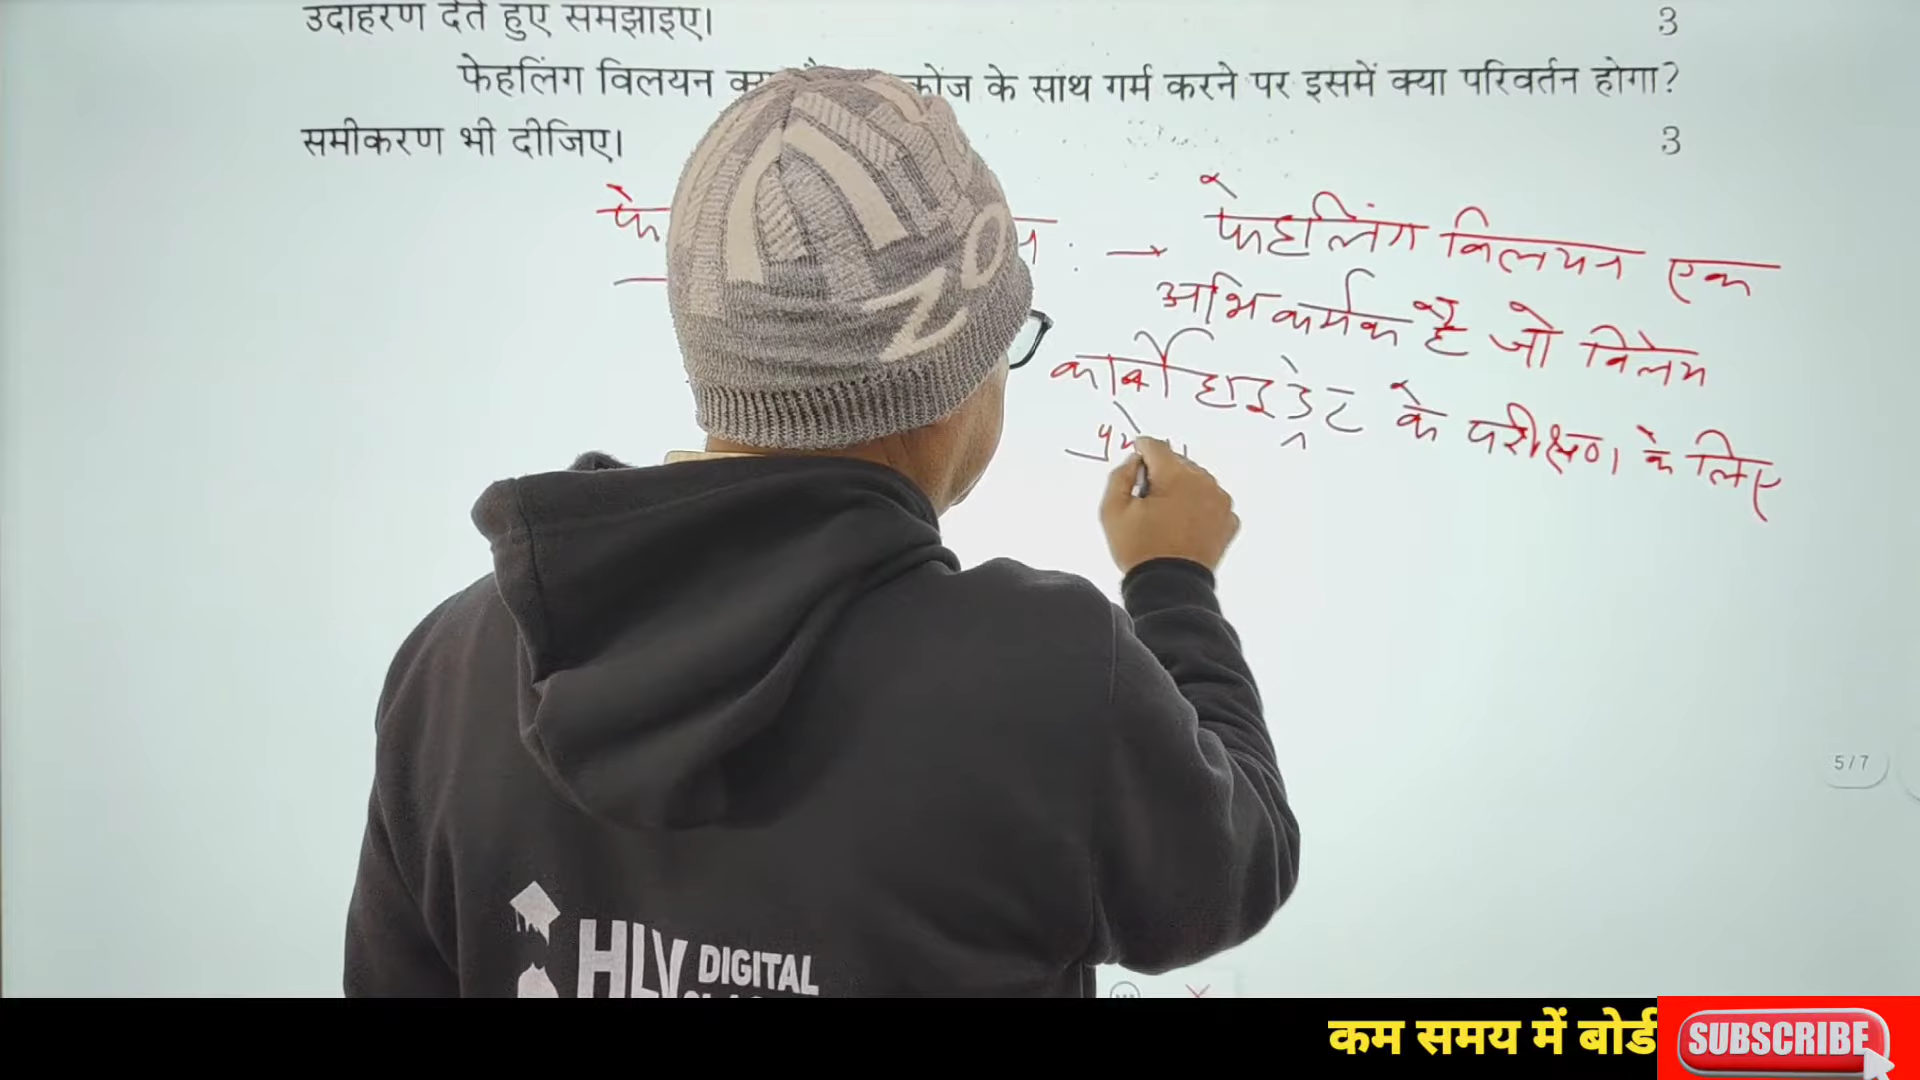 उदाहरण देते हुए समझाइए। 3
फेहलिंग विलयन के साथ गर्म करने पर इसमें क्या परिवर्तन होगा?
समीकरण भी दीजिए। 3
फे न : → फेहलिंग विलयन एक
अभिकर्मक है जो विलेय
कार्बोहाइड्रेट के परीक्षण के लिए
5/7
HLV DIGITAL
कम समय में बोर्ड
SUBSCRIBE